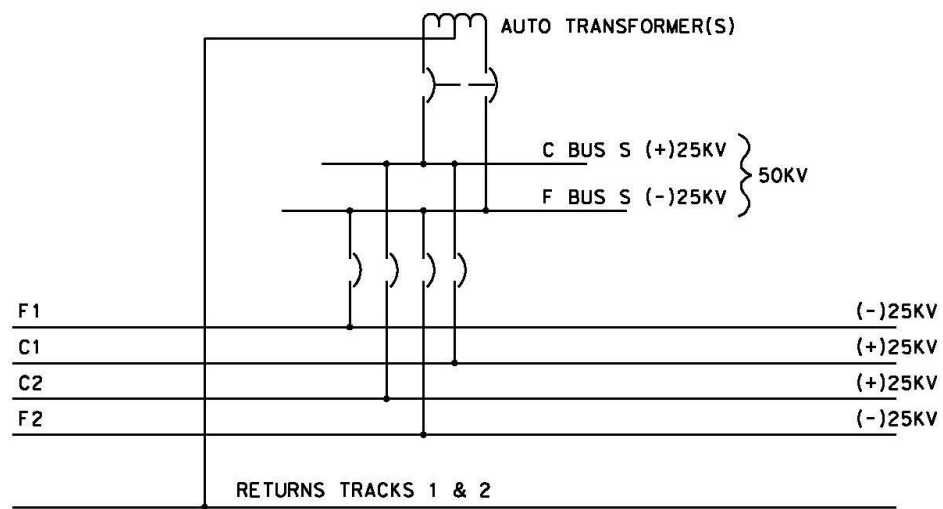 AUTO TRANSFORMER(S)
C BUS S (+)25KV
50KV
F BUS S (-)25KV
F1 (-)25KV
C1 (+)25KV
C2 (+)25KV
F2 (-)25KV
RETURNS TRACKS 1 & 2